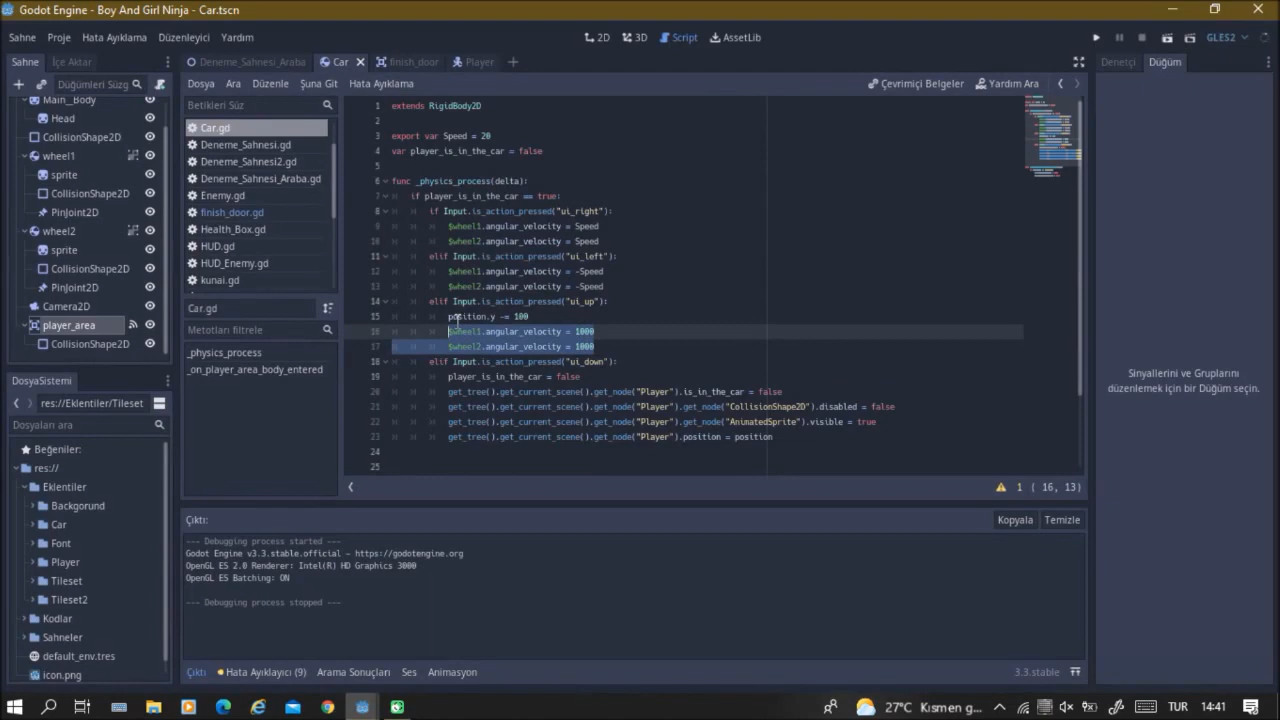 Godot Engine - Boy And Girl Ninja - Car.tscn
Sahne Proje Hata Ayıklama Düzenleyici Yardım 2D 3D Script AssetLib GLES2
Sahne İçe Aktar
Düğümleri Süzg
Main_Body
Head
CollisionShape2D
wheel1
sprite
CollisionShape2D
PinJoint2D
wheel2
sprite
CollisionShape2D
PinJoint2D
Camera2D
player_area
CollisionShape2D
DosyaSistemi
res://Eklentiler/Tileset
Dosyaları ara
Beğeniler:
res://
Eklentiler
Backgorund
Car
Font
Player
Tileset
Tileset2
Kodlar
Sahneler
default_env.tres
icon.png
Deneme_Sahnesi_Araba Car finish_door Player
Dosya Ara Düzenle Şuna Git Hata Ayıklama Çevrimiçi Belgeler Yardım Ara
Betikleri Süz
Car.gd
Deneme_Sahnesi.gd
Deneme_Sahnesi2.gd
Deneme_Sahnesi_Araba.gd
Enemy.gd
finish_door.gd
Health_Box.gd
HUD.gd
HUD_Enemy.gd
kunai.gd
Car.gd
Metotları filtrele
_physics_process
_on_player_area_body_entered
1 extends RigidBody2D
2
3 export var Speed = 20
4 var player_is_in_the_car = false
5
6 func _physics_process(delta):
7 if player_is_in_the_car == true:
8 if Input.is_action_pressed("ui_right"):
9 $wheel1.angular_velocity = Speed
10 $wheel2.angular_velocity = Speed
11 elif Input.is_action_pressed("ui_left"):
12 $wheel1.angular_velocity = -Speed
13 $wheel2.angular_velocity = -Speed
14 elif Input.is_action_pressed("ui_up"):
15 position.y -= 100
16 $wheel1.angular_velocity = 1000
17 $wheel2.angular_velocity = 1000
18 elif Input.is_action_pressed("ui_down"):
19 player_is_in_the_car = false
20 get_tree().get_current_scene().get_node("Player").is_in_the_car = false
21 get_tree().get_current_scene().get_node("Player").get_node("CollisionShape2D").disabled = false
22 get_tree().get_current_scene().get_node("Player").get_node("AnimatedSprite").visible = true
23 get_tree().get_current_scene().get_node("Player").position = position
24
25
1 ( 16, 13)
Çıktı: Kopyala Temizle
--- Debugging process started ---
Godot Engine v3.3.stable.official - https://godotengine.org
OpenGL ES 2.0 Renderer: Intel(R) HD Graphics 3000
OpenGL ES Batching: ON
--- Debugging process stopped ---
Çıktı Hata Ayıklayıcı (9) Arama Sonuçları Ses Animasyon 3.3.stable
Denetçi Düğüm
Sinyallerini ve Gruplarını
düzenlemek için bir Düğüm seçin.
27°C Kısmen g... TUR 14:41